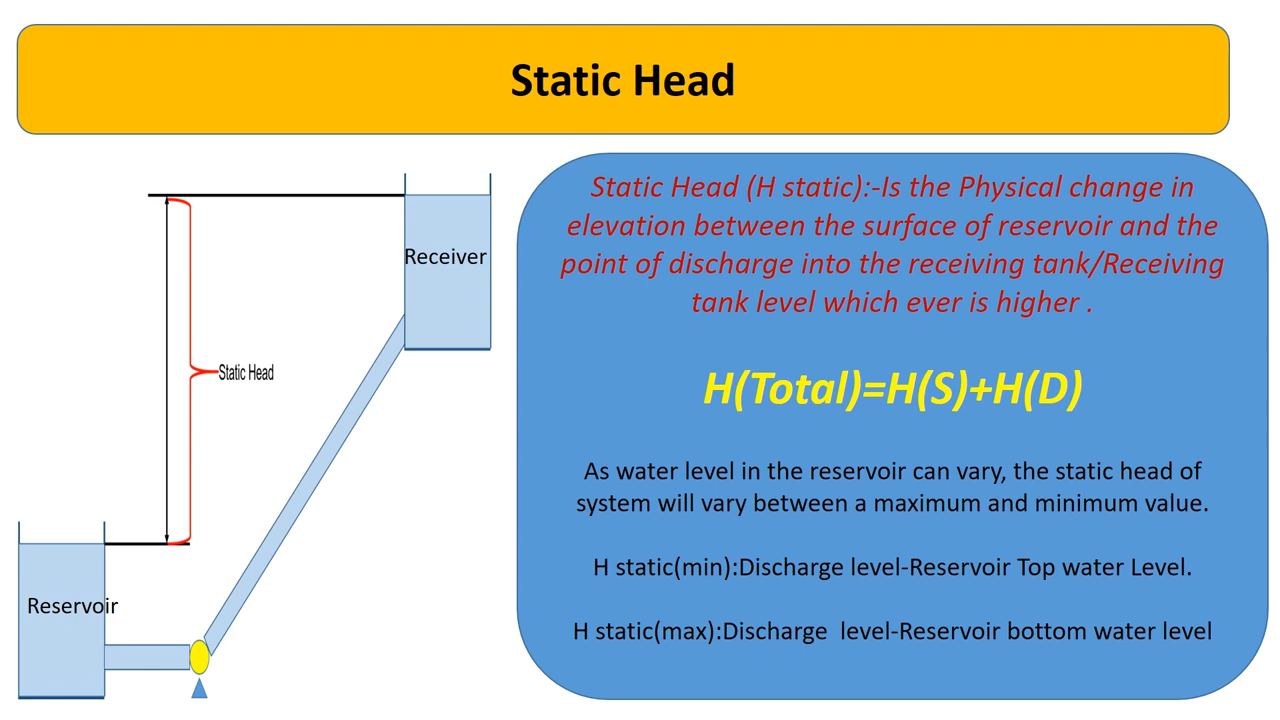 Static Head
Receiver
Static Head
Reservoir
Static Head (H static):-Is the Physical change in
elevation between the surface of reservoir and the
point of discharge into the receiving tank/Receiving
tank level which ever is higher .
H(Total)=H(S)+H(D)
As water level in the reservoir can vary, the static head of
system will vary between a maximum and minimum value.
H static(min):Discharge level-Reservoir Top water Level.
H static(max):Discharge  level-Reservoir bottom water level